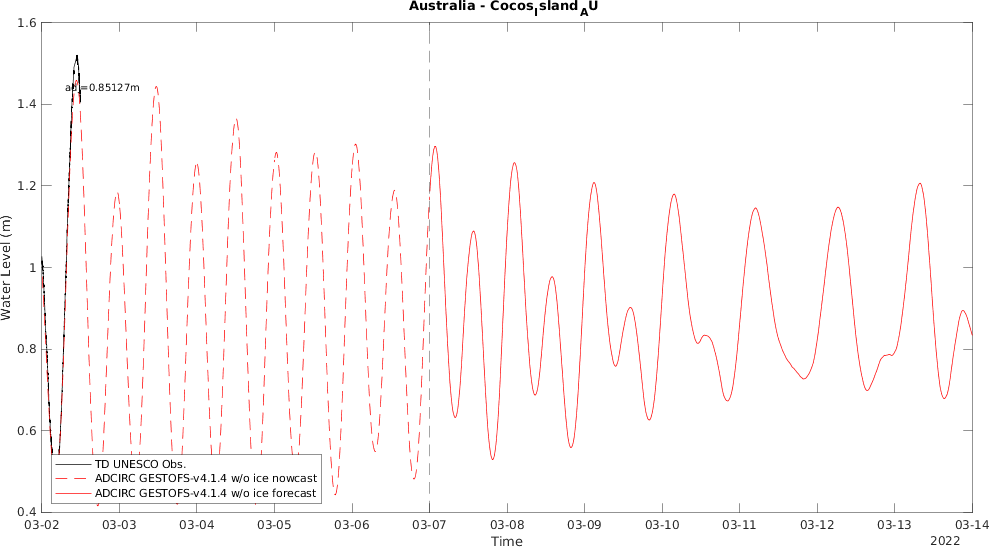 Australia - Cocos_Island_AU
1.6
1.4
1.2
1
0.8
0.6
0.4
Water Level (m)
=0.85127m
TD UNESCO Obs.
ADCIRC GESTOFS-v4.1.4 w/o ice nowcast
ADCIRC GESTOFS-v4.1.4 w/o ice forecast
03-02 03-03 03-04 03-05 03-06 03-07 03-08 03-09 03-10 03-11 03-12 03-13 03-14
Time
2022